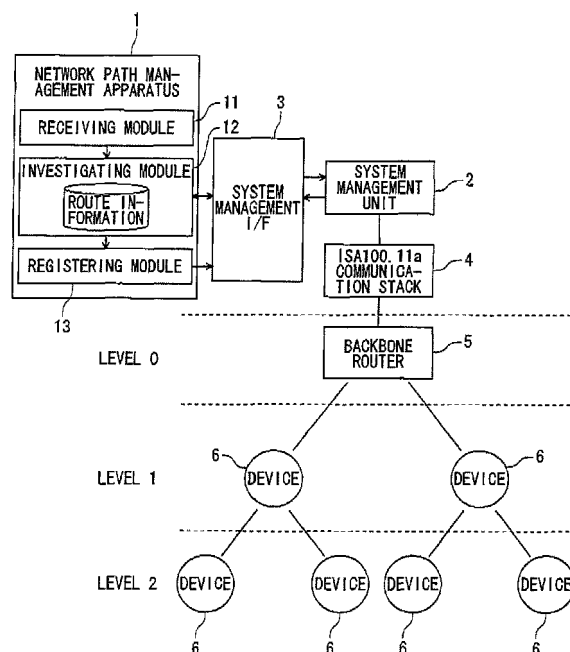 1
NETWORK PATH MAN-
AGEMENT APPARATUS
11
RECEIVING MODULE
12
INVESTIGATING MODULE
ROUTE IN-
FORMATION
REGISTERING MODULE
13
3
SYSTEM
MANAGEMENT
I/F
SYSTEM
MANAGEMENT
UNIT
2
ISA100.11a
COMMUNICA-
TION STACK
4
LEVEL 0
BACKBONE
ROUTER
5
LEVEL 1
6
DEVICE
6
DEVICE
LEVEL 2
DEVICE
DEVICE
DEVICE
DEVICE
6
6
6
6